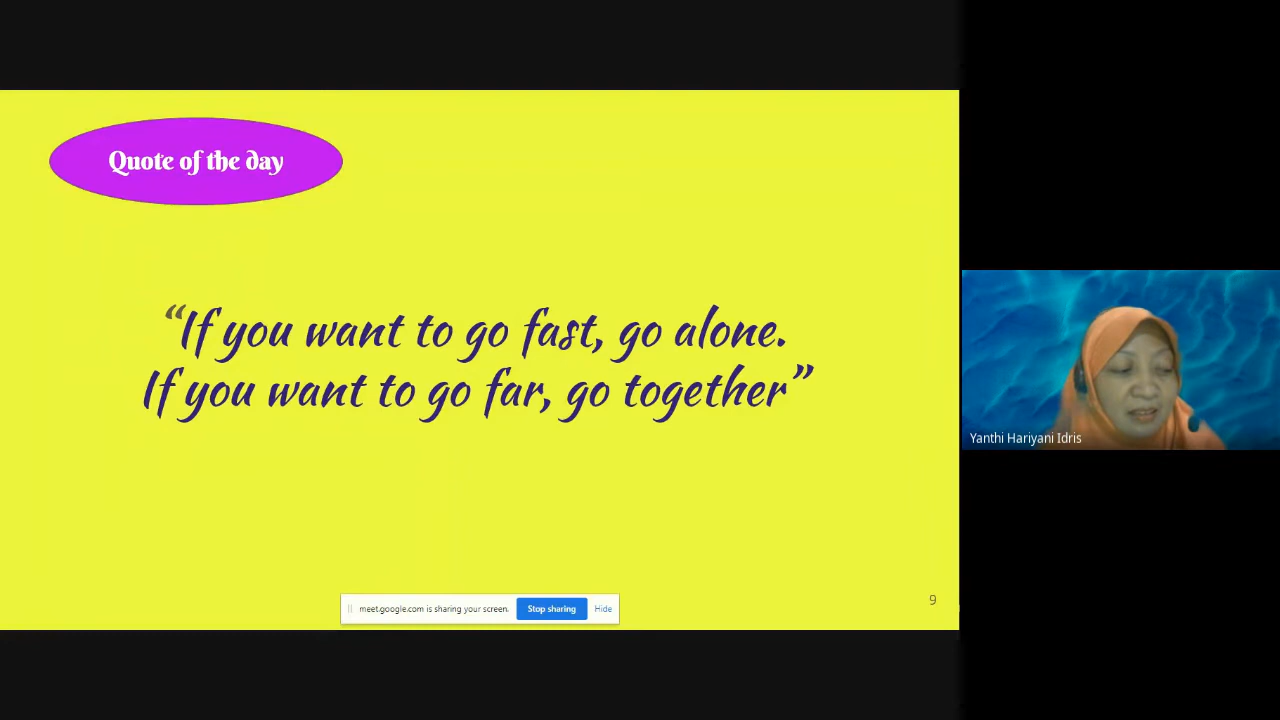 Quote of the day
“If you want to go fast, go alone.
If you want to go far, go together”
meet.google.com is sharing your screen.
Stop sharing
Hide
9
Yanthi Hariyani Idris